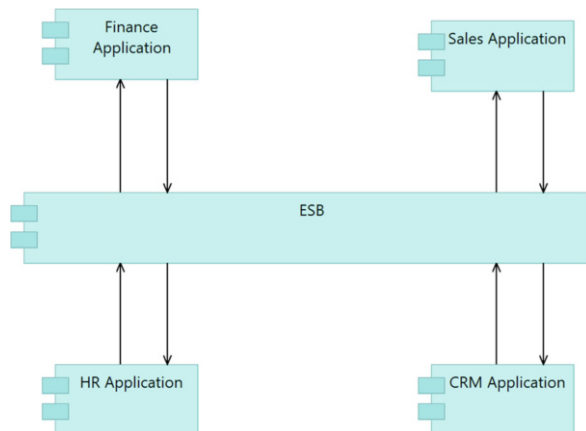 Finance
Application
Sales Application
ESB
HR Application
CRM Application